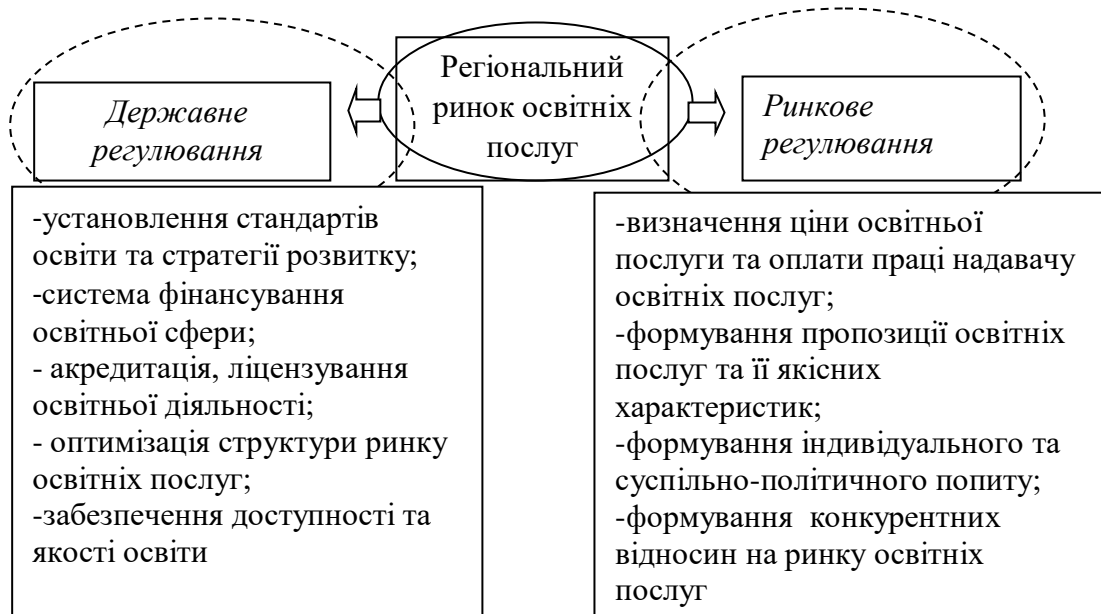 Регіональний
ринок освітніх
послуг
Державне
регулювання
Ринкове
регулювання
-установлення стандартів
освіти та стратегії розвитку;
-система фінансування
освітньої сфери;
- акредитація, ліцензування
освітньої діяльності;
- оптимізація структури ринку
освітніх послуг;
-забезпечення доступності та
якості освіти
-визначення ціни освітньої
послуги та оплати праці надавачу
освітніх послуг;
-формування пропозиції освітніх
послуг та її якісних
характеристик;
-формування індивідуального та
суспільно-політичного попиту;
-формування конкурентних
відносин на ринку освітніх
послуг